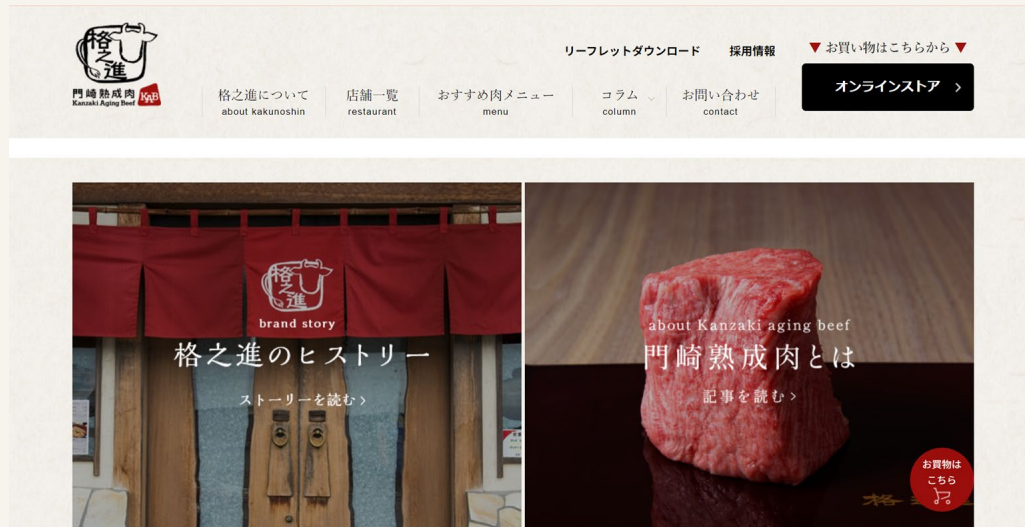 格之進
門崎熟成肉
Kanzaki Aging Beef
KAB
リーフレットダウンロード 採用情報
▼ お買い物はこちらから ▼
オンラインストア
格之進について 店舗一覧 おすすめ肉メニュー コラム お問い合わせ
about kakunoshin restaurant menu column contact
格之進
brand story
格之進のヒストリー
ストーリーを読む
about Kanzaki aging beef
門崎熟成肉とは
記事を読む
お買物は
こちら